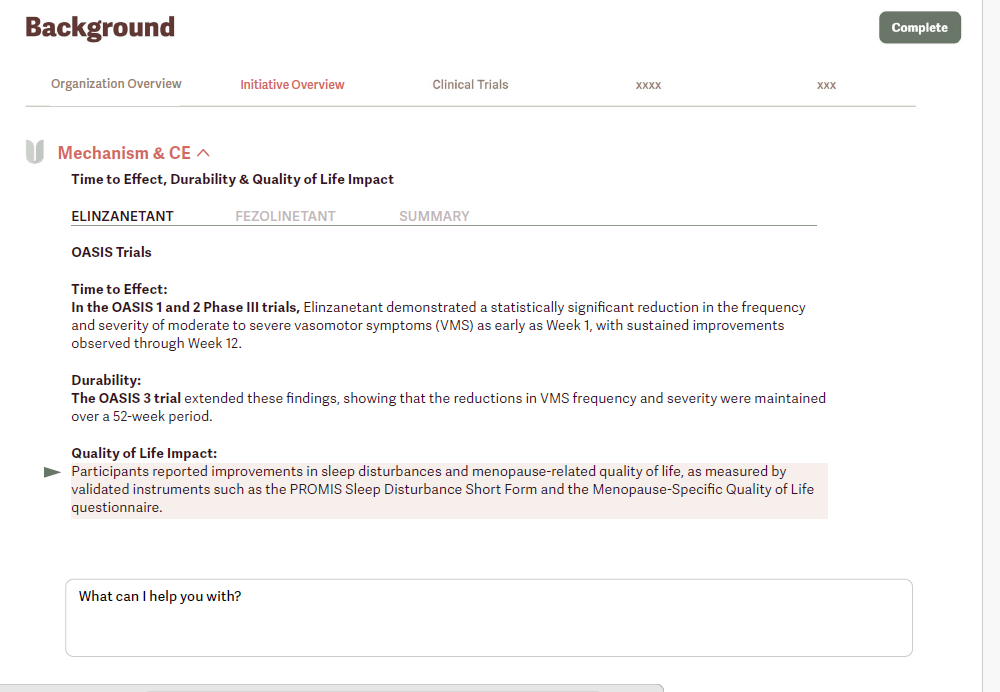 Background
Complete
Organization Overview
Initiative Overview
Clinical Trials
xxxx
xxx
Mechanism & CE
Time to Effect, Durability & Quality of Life Impact
ELINZANETANT
FEZOLINETANT
SUMMARY
OASIS Trials
Time to Effect:
In the OASIS 1 and 2 Phase III trials, Elinzanetant demonstrated a statistically significant reduction in the frequency
and severity of moderate to severe vasomotor symptoms (VMS) as early as Week 1, with sustained improvements
observed through Week 12.
Durability:
The OASIS 3 trial extended these findings, showing that the reductions in VMS frequency and severity were maintained
over a 52-week period.
Quality of Life Impact:
Participants reported improvements in sleep disturbances and menopause-related quality of life, as measured by
validated instruments such as the PROMIS Sleep Disturbance Short Form and the Menopause-Specific Quality of Life
questionnaire.
What can I help you with?